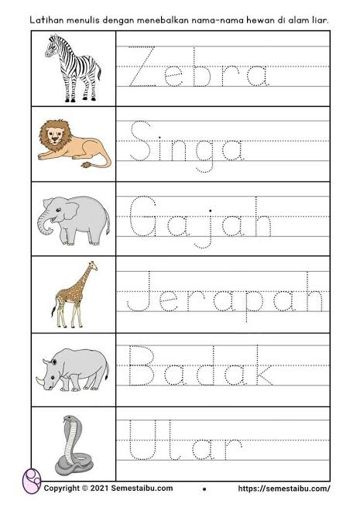 Latihan menulis dengan menebalkan nama-nama hewan di alam liar.
Zebra
Singa
Gajah
Jerapah
Badak
Ular
Copyright © 2021 Semestaibu.com • https://semestaibu.com/